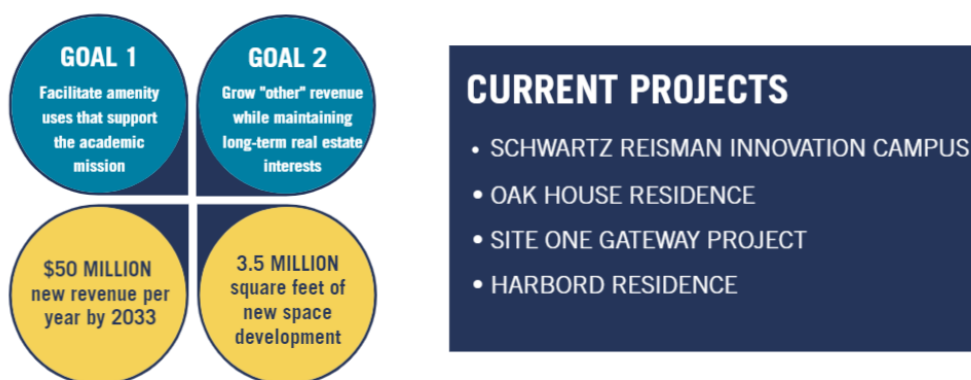 GOAL 1
Facilitate amenity
uses that support
the academic
mission
GOAL 2
Grow "other" revenue
while maintaining
long-term real estate
interests
$50 MILLION
new revenue per
year by 2033
3.5 MILLION
square feet of
new space
development
CURRENT PROJECTS
• SCHWARTZ REISMAN INNOVATION CAMPUS
• OAK HOUSE RESIDENCE
• SITE ONE GATEWAY PROJECT
• HARBORD RESIDENCE